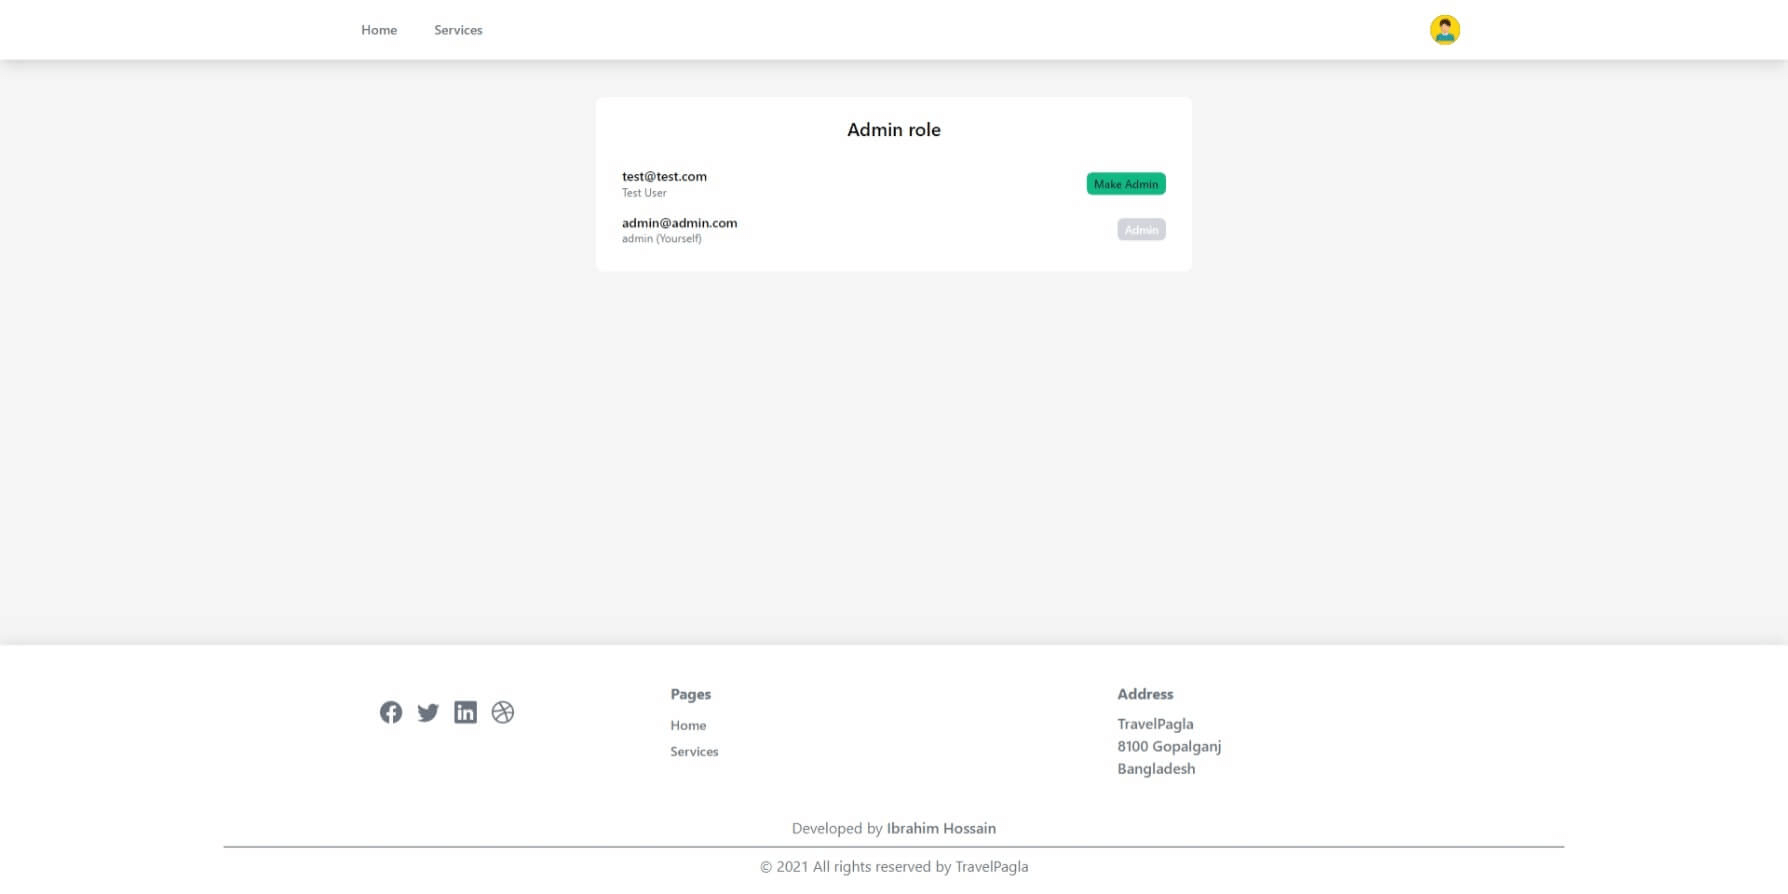 Home Services
Admin role
test@test.com
Test User
Make Admin
admin@admin.com
admin (Yourself)
Admin
Pages
Home
Services
Address
TravelPagla
8100 Gopalganj
Bangladesh
Developed by Ibrahim Hossain
© 2021 All rights reserved by TravelPagla